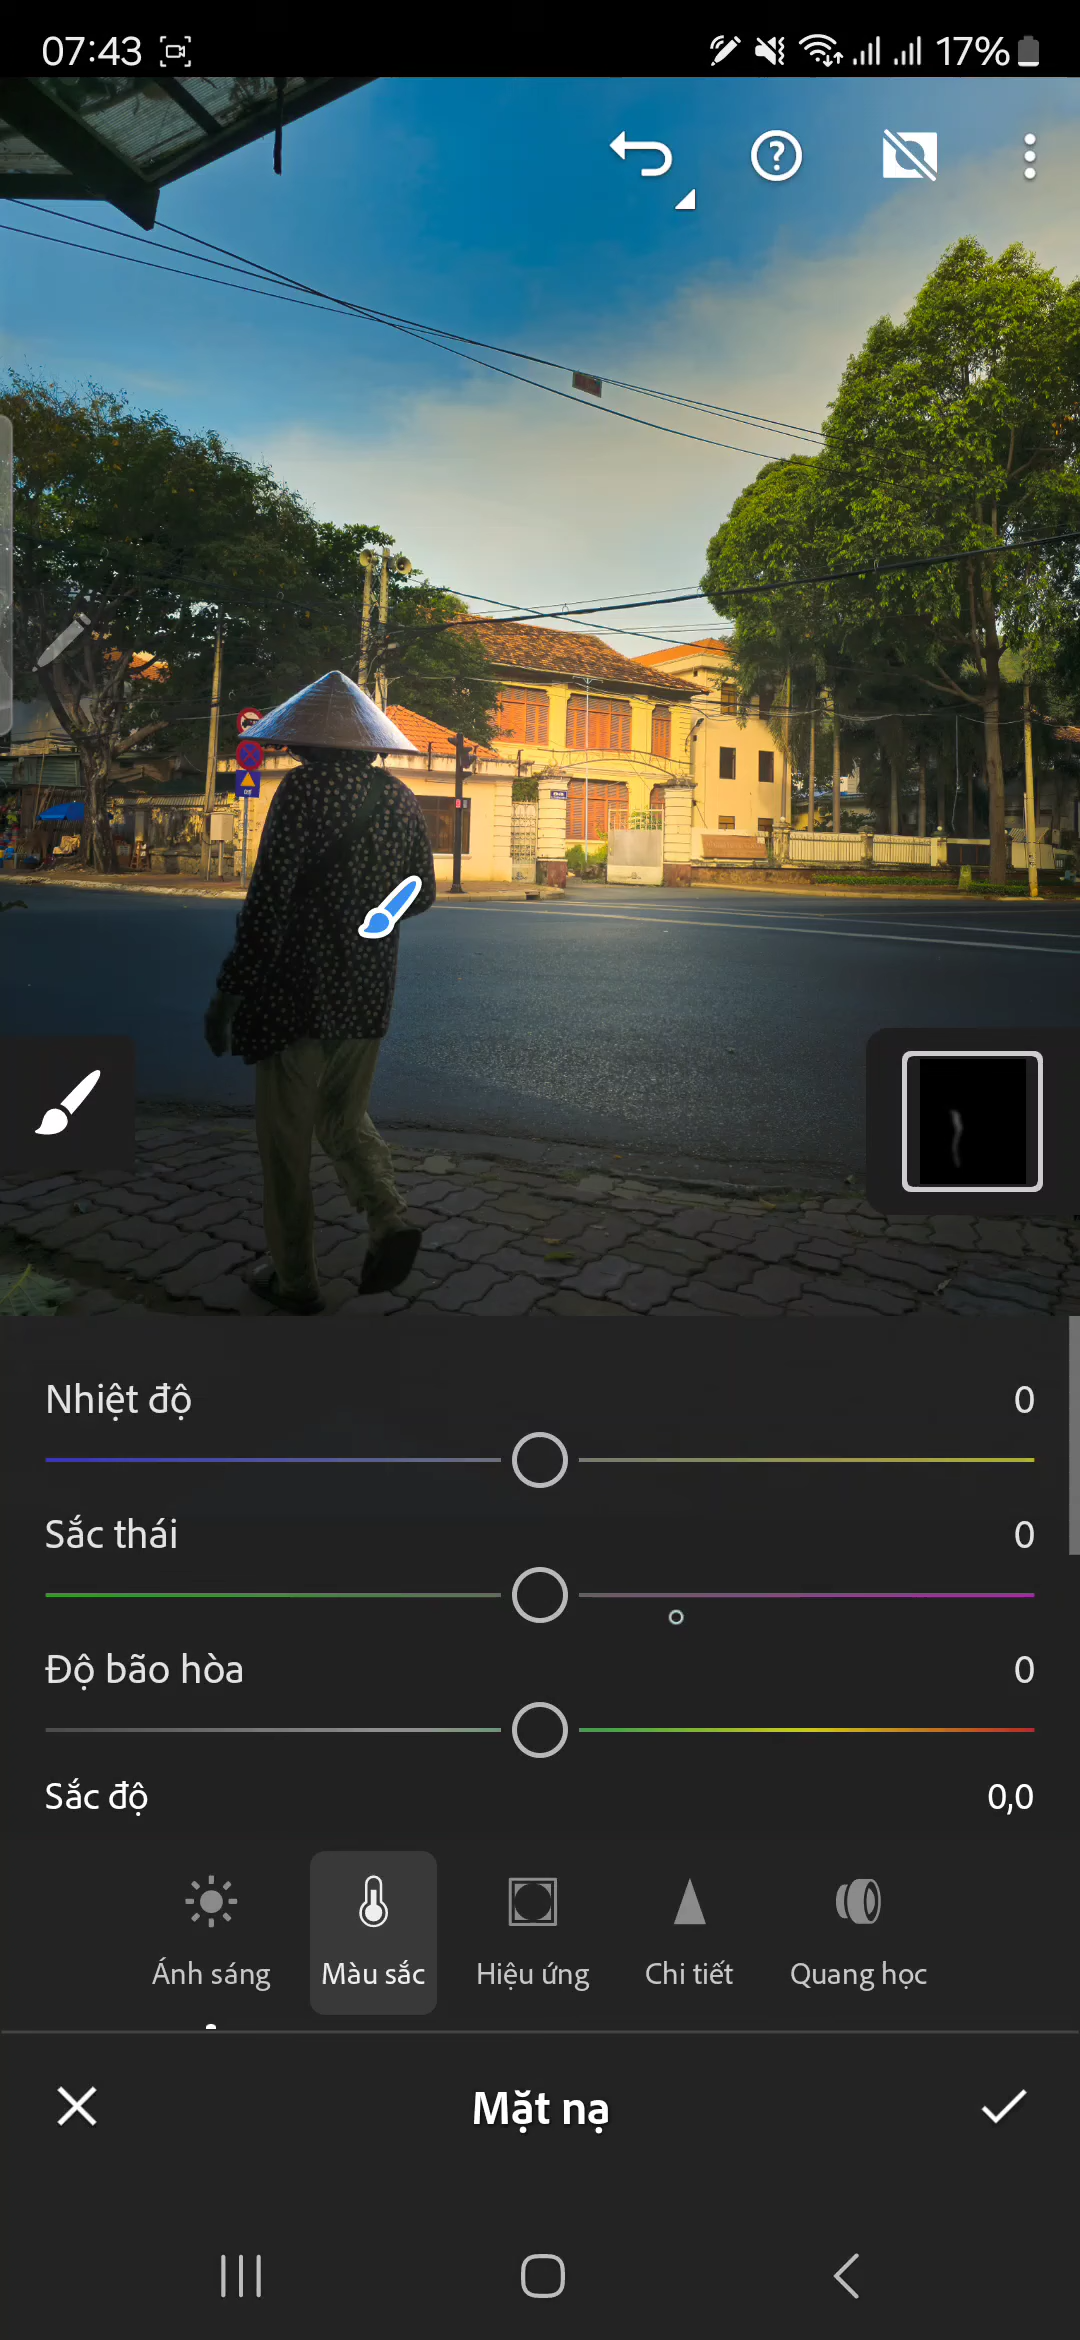 07:43
17%
Nhiệt độ 0
Sắc thái 0
Độ bão hòa 0
Sắc độ 0,0
Ánh sáng Màu sắc Hiệu ứng Chi tiết Quang học
Mặt nạ